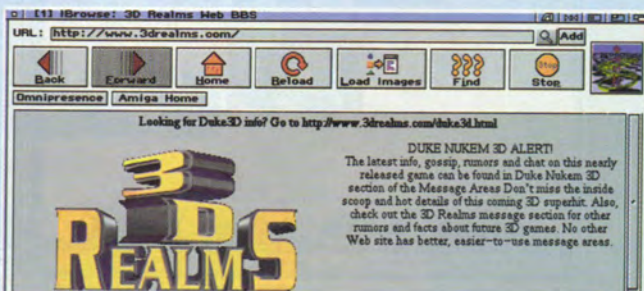 [1] IBrowse: 3D Realms Web BBS
URL: http://www.3drealms.com/
Add
Back
Forward
Home
Reload
Load Images
Find
Stop
Stop
Omnipresence
Amiga Home
Looking for Duke3D info? Go to http://www.3drealms.com/duke3d.html
3D
REALMS
DUKE NUKEM 3D ALERT!
The latest info, gossip, rumors and chat on this nearly
released game can be found in Duke Nukem 3D
section of the Message Areas Don't miss the inside
scoop and hot details of this coming 3D superhit. Also,
check out the 3D Realms message section for other
rumors and facts about future 3D games. No other
Web site has better, easier-to-use message areas.